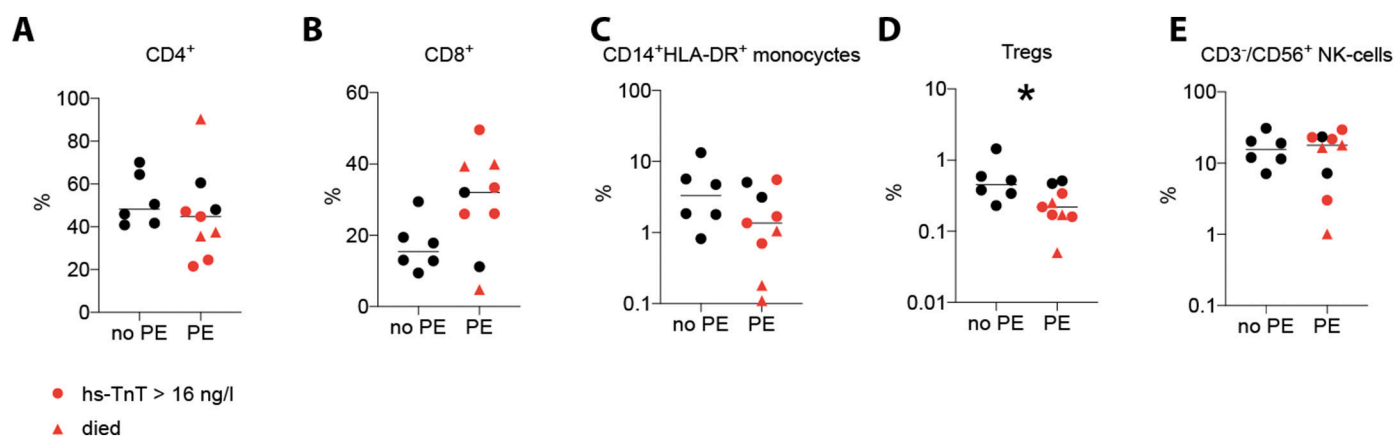 A
CD4+
%
100
80
60
40
20
0
no PE
PE
B
CD8+
%
60
40
20
0
no PE
PE
C
CD14+HLA-DR+ monocyctes
%
100
10
1
0.1
no PE
PE
D
Tregs
*
%
10
1
0.1
0.01
no PE
PE
E
CD3-/CD56+ NK-cells
%
100
10
1
0.1
no PE
PE
hs-TnT > 16 ng/l
died